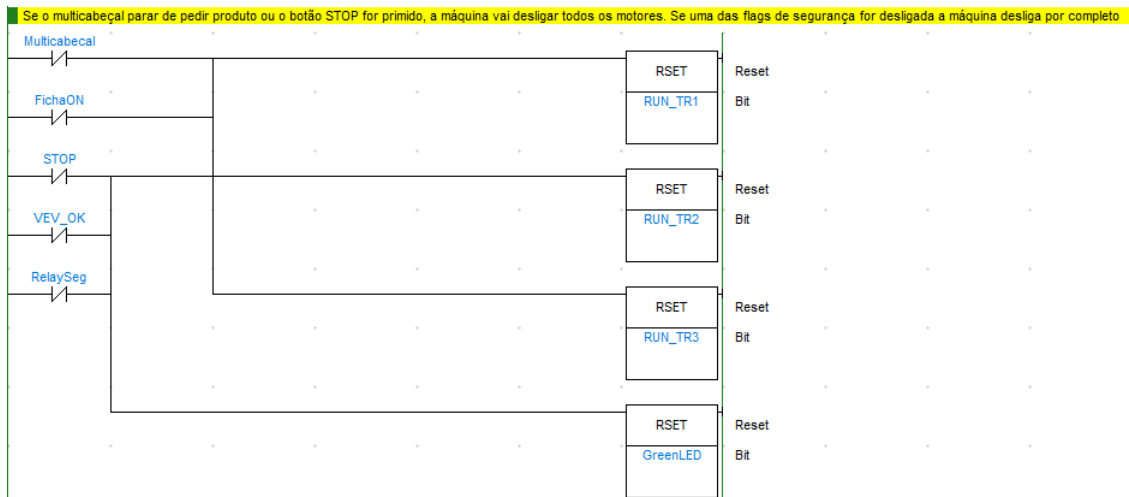 Se o multicabeçal parar de pedir produto ou o botão STOP for primido, a máquina vai desligar todos os motores. Se uma das flags de segurança for desligada a máquina desliga por completo
Multicabecal
RSET Reset
FichaON
RUN_TR1 Bit
STOP
RSET Reset
VEV_OK
RUN_TR2 Bit
RelaySeg
RSET Reset
RUN_TR3 Bit
RSET Reset
GreenLED Bit